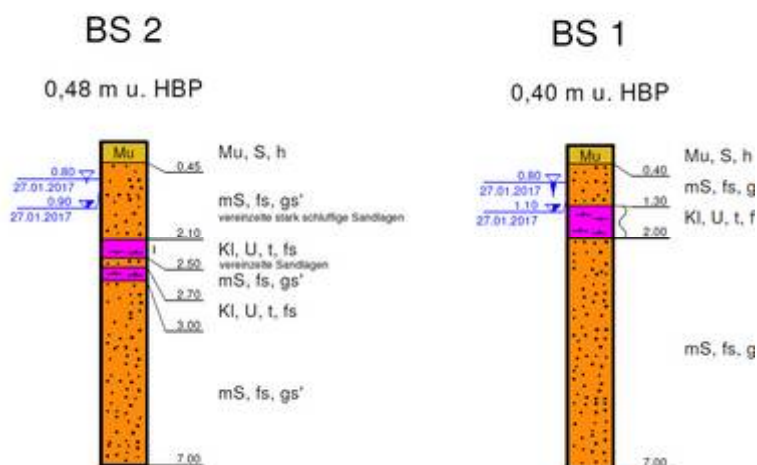 BS 2
0,48 m u. HBP
Mu
Mu, S, h
0.45
0.80
27.01.2017
0.90
27.01.2017
mS, fs, gs'
vereinzelte stark schluffige Sandlagen
2.10
Kl, U, t, fs
vereinzelte Sandlagen
2.50
mS, fs, gs'
2.70
Kl, U, t, fs
3.00
mS, fs, gs'
7.00
BS 1
0,40 m u. HBP
Mu
Mu, S, h
0.40
0.80
27.01.2017
1.10
27.01.2017
mS, fs, g
1.30
Kl, U, t, f
2.00
mS, fs, g
7.00